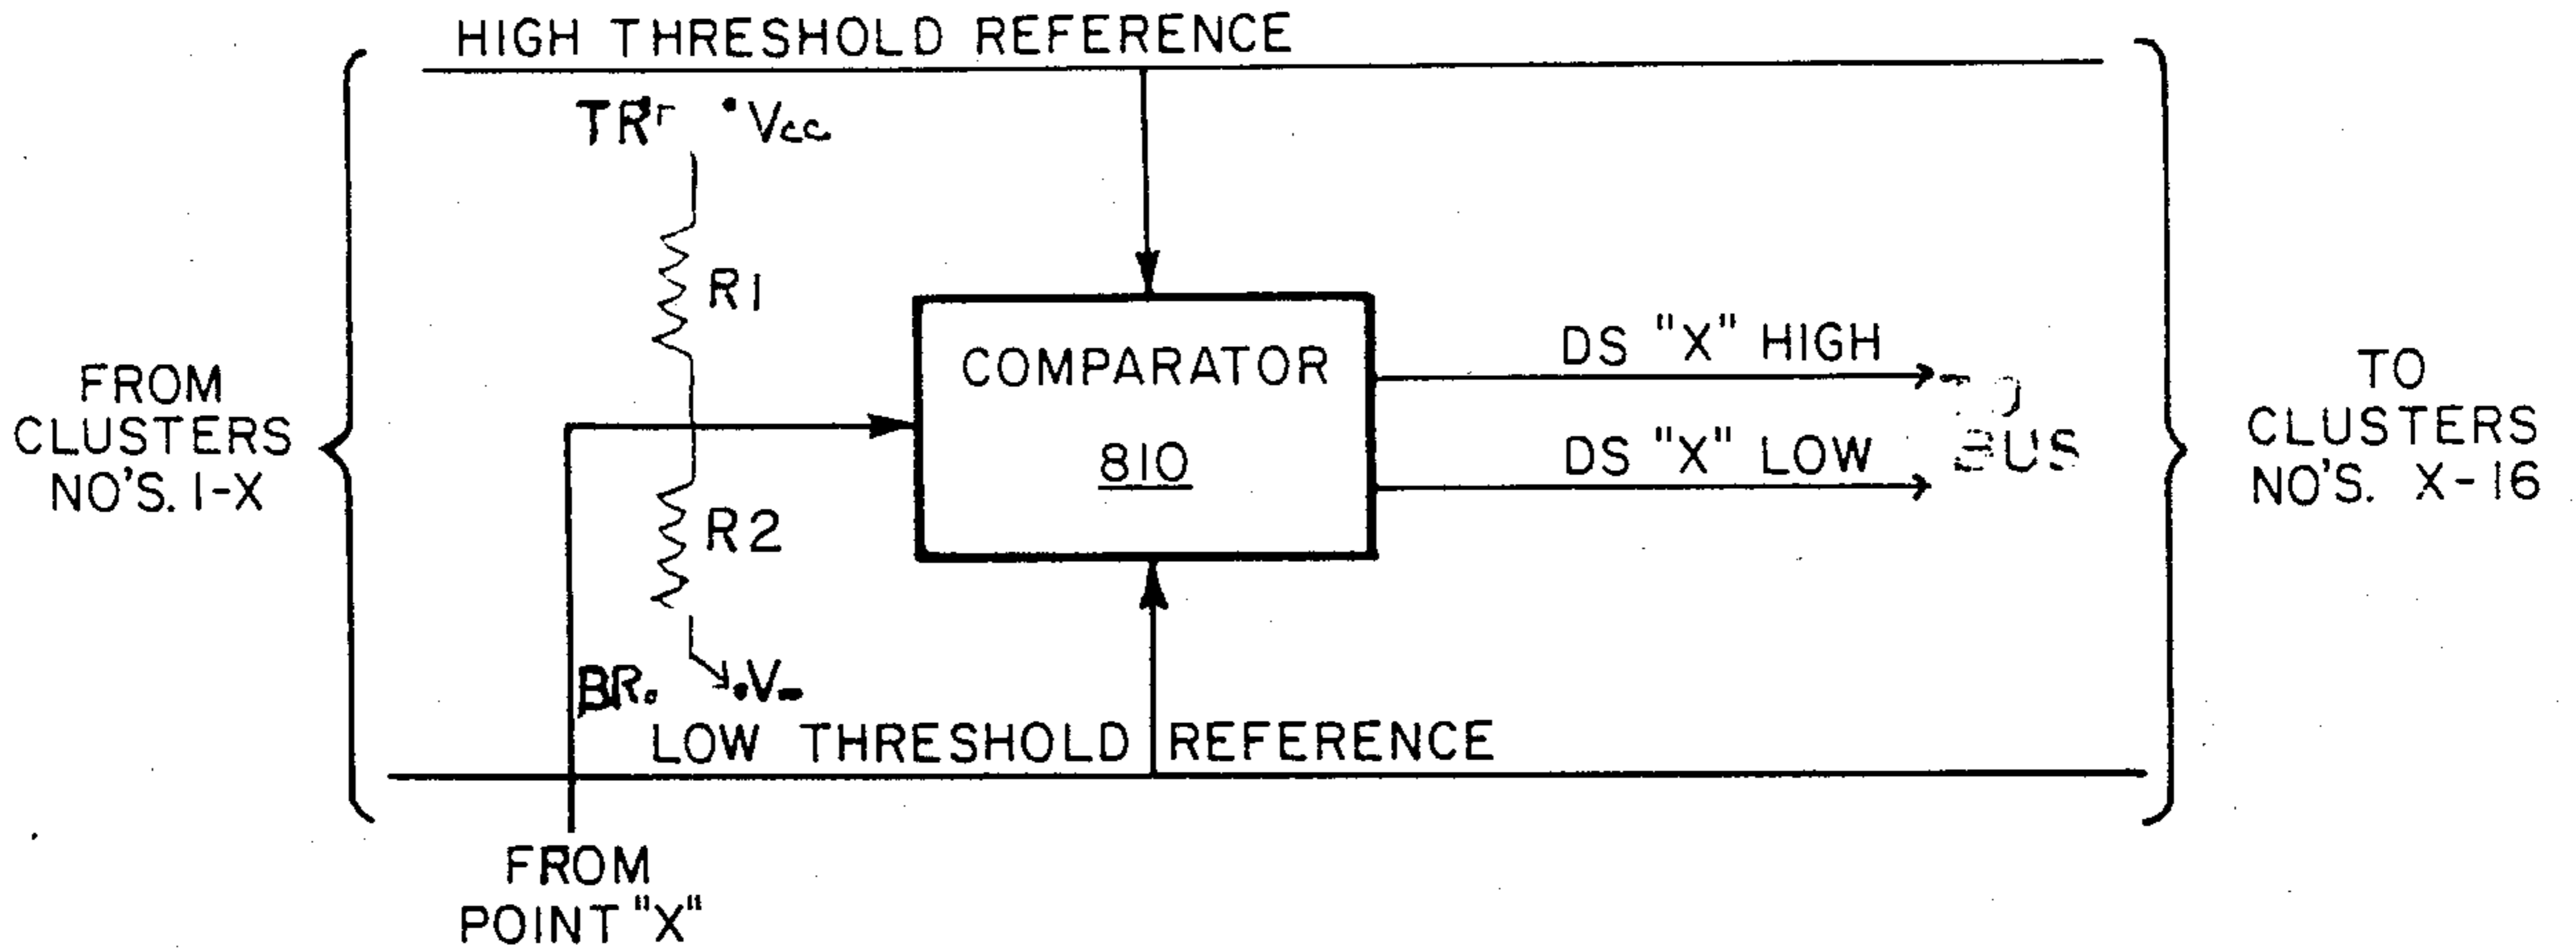 HIGH THRESHOLD REFERENCE
Vcc
R1
FROM
CLUSTERS
NO'S. 1-X
COMPARATOR
810
DS "X" HIGH
DS "X" LOW
BUS
TO
CLUSTERS
NO'S. X-16
R2
BR.
V-
LOW THRESHOLD REFERENCE
FROM
POINT "X"